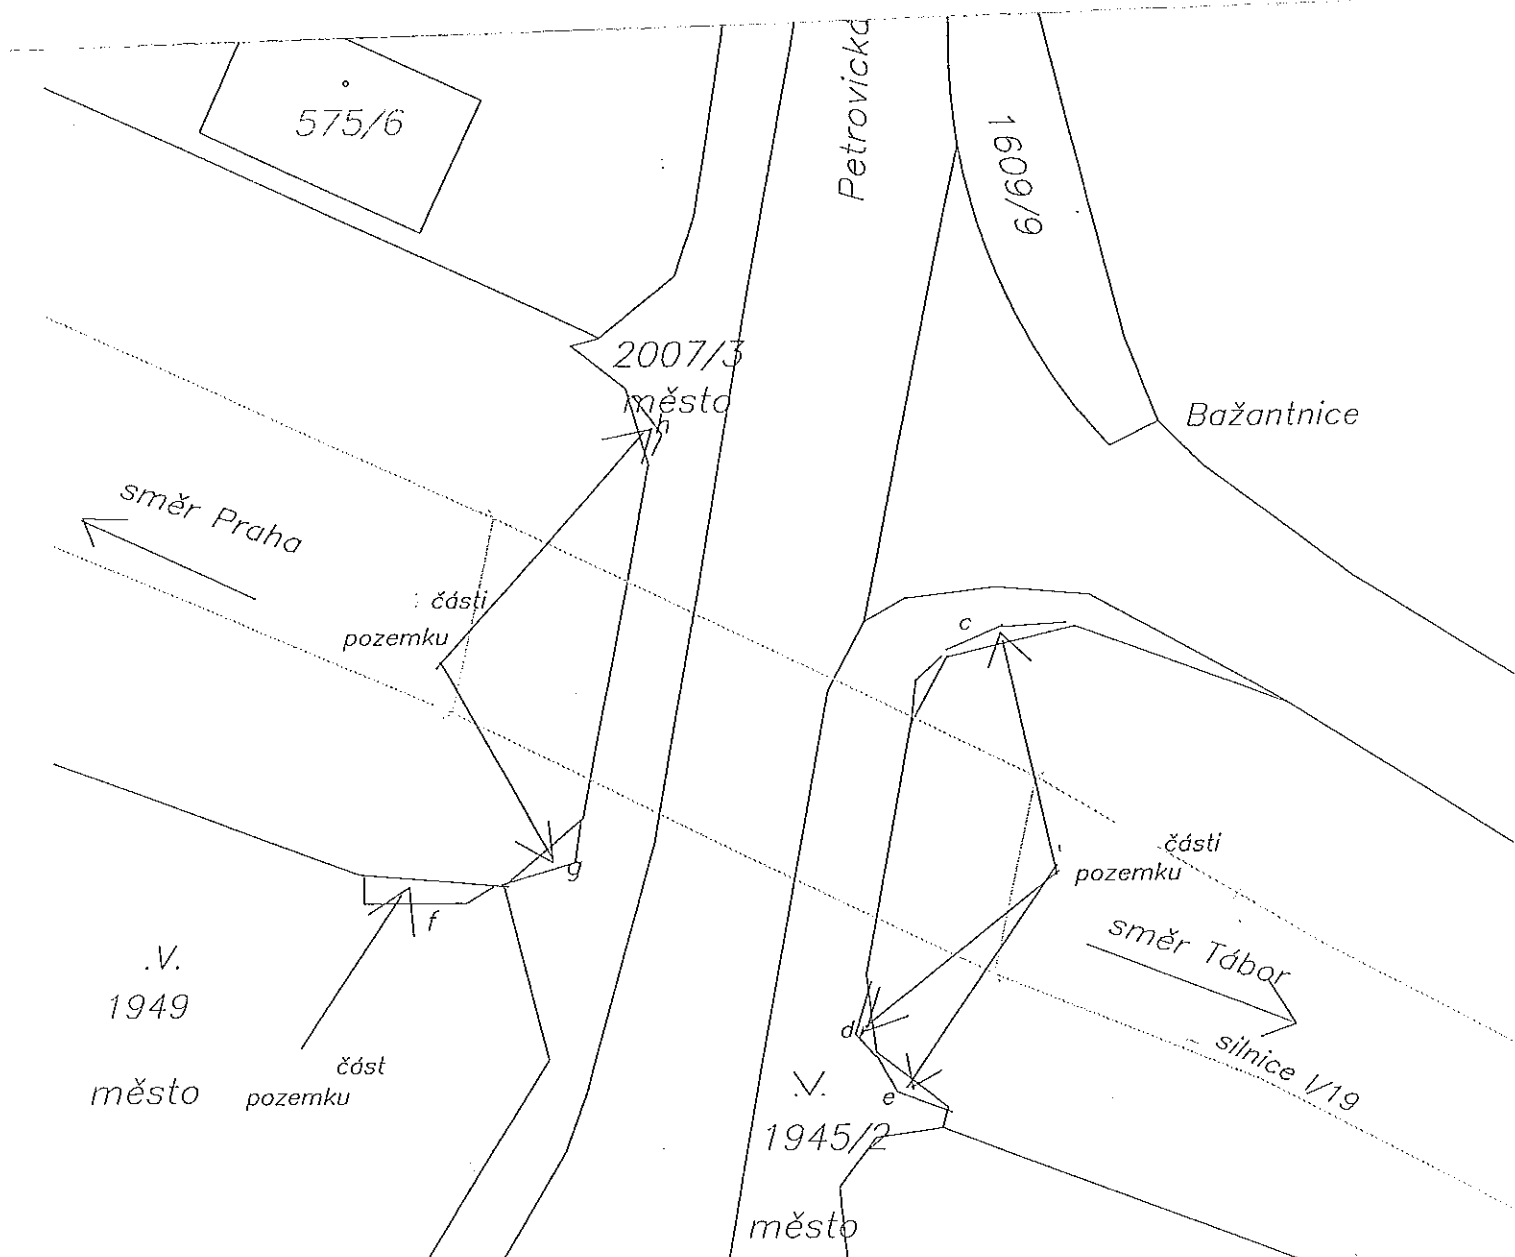 575/6
Petrovická
1609/9
2007/3
město
h
Bažantnice
směr Praha
části
pozemku
c
g
f
části
pozemku
směr Tábor
silnice I/19
.V.
1949
město
část
pozemku
d
e
.V.
1945/2
město